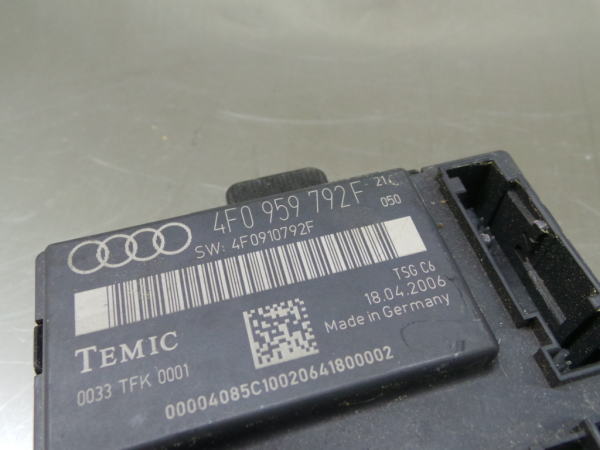 4F0 959 792F
050
SW: 4F0910792F
TSG C6
18.04.2006
Made in Germany
TEMIC
0033 TFK 0001
00004085C10020641800002